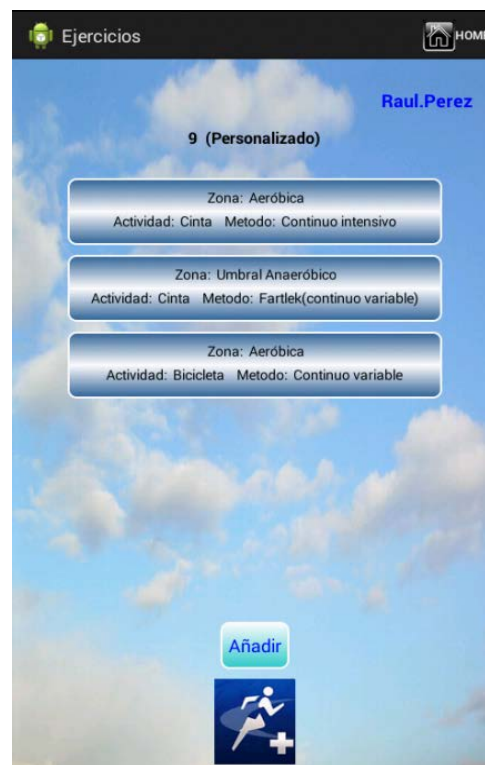 Ejercicios
HOME
Raul.Perez
9 (Personalizado)
Zona: Aeróbica
Actividad: Cinta Metodo: Continuo intensivo
Zona: Umbral Anaeróbico
Actividad: Cinta Metodo: Fartlek(continuo variable)
Zona: Aeróbica
Actividad: Bicicleta Metodo: Continuo variable
Añadir